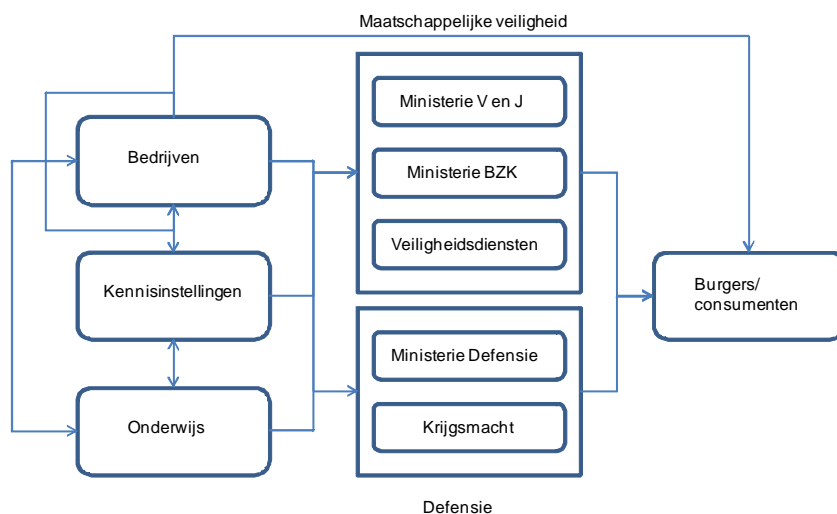 Maatschappelijke veiligheid
Ministerie V en J
Bedrijven
Ministerie BZK
Veiligheidsdiensten
Kennisinstellingen
Burgers/
consumenten
Ministerie Defensie
Onderwijs
Krijgsmacht
Defensie